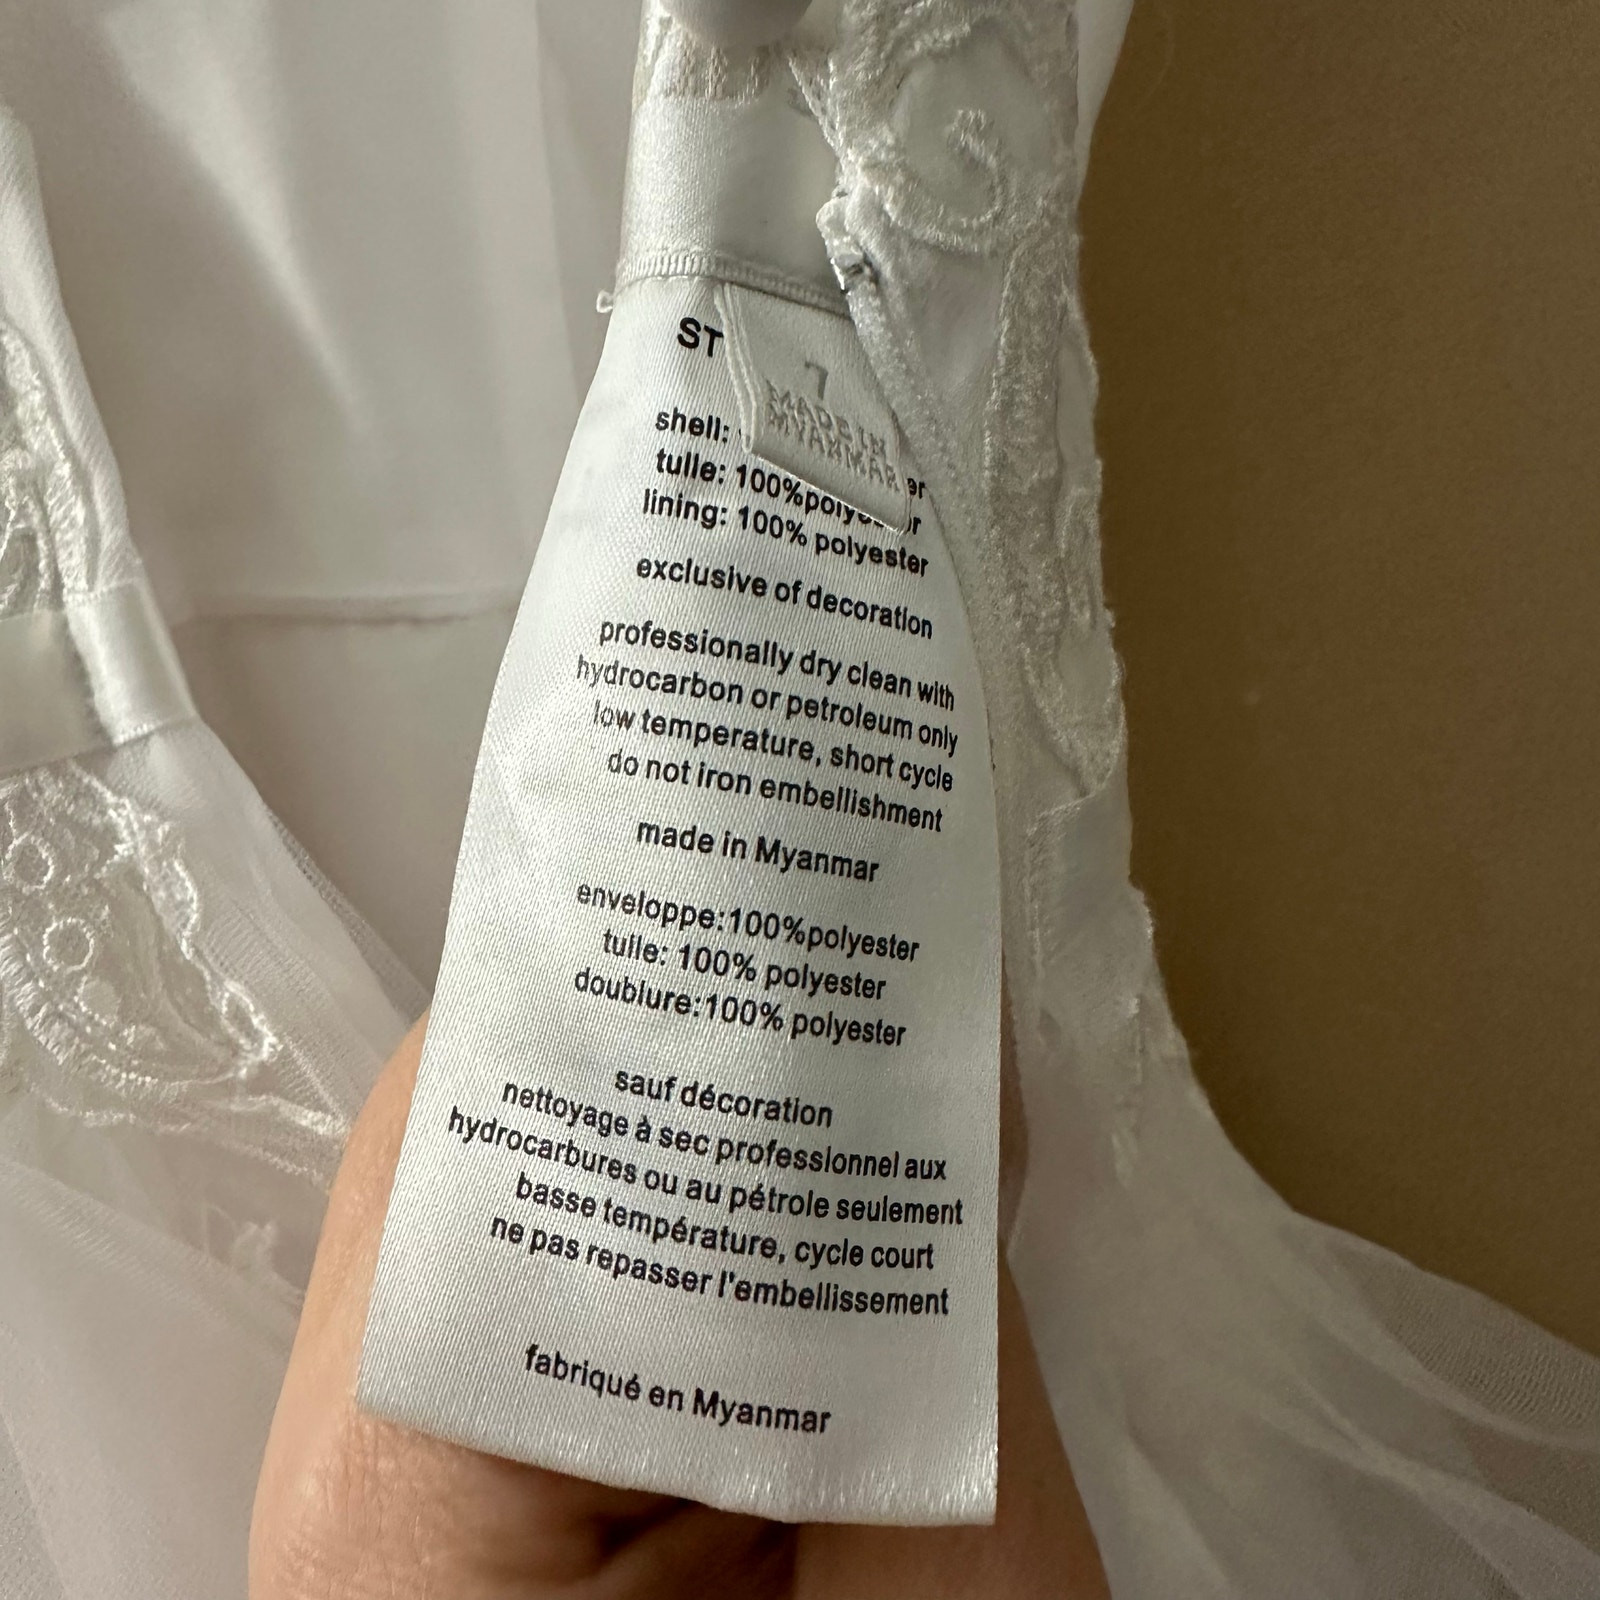 ST
7
MADE IN
MYANMAR
shell:
tulle: 100%polyester
lining: 100% polyester
exclusive of decoration
professionally dry clean with
hydrocarbon or petroleum only
low temperature, short cycle
do not iron embellishment
made in Myanmar
enveloppe:100%polyester
tulle: 100% polyester
doublure:100% polyester
sauf décoration
nettoyage à sec professionnel aux
hydrocarbures ou au pétrole seulement
basse température, cycle court
ne pas repasser l'embellissement
fabriqué en Myanmar